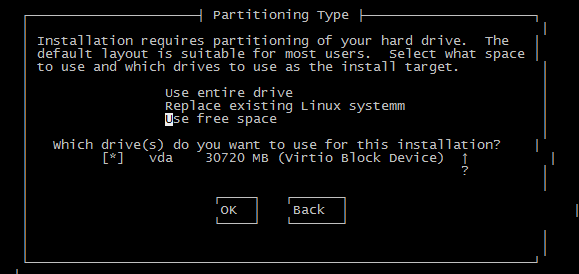 Partitioning Type
Installation requires partitioning of your hard drive. The
default layout is suitable for most users. Select what space
to use and which drives to use as the install target.
Use entire drive
Replace existing Linux systemm
Use free space
Which drive(s) do you want to use for this installation?
[*] vda 30720 MB (Virtio Block Device) ↑
?
OK Back